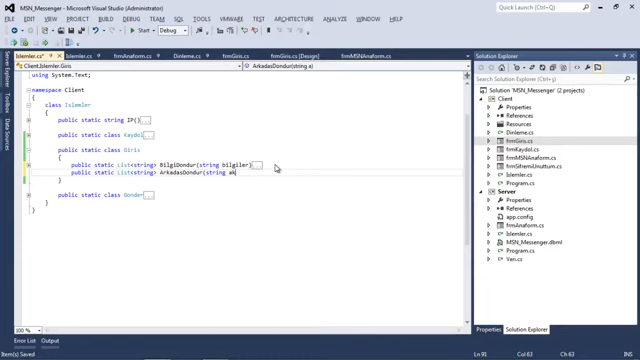 MSN_Messenger - Microsoft Visual Studio (Administrator)
Quick Launch (Ctrl+Q)
FILE EDIT VIEW PROJECT BUILD DEBUG TEAM SQL TOOLS TEST ARCHITECTURE ANALYZE WINDOW HELP
Start Debug
Islemler.cs* frmAnaform.cs Dinleme.cs frmGiris.cs frmGiris.cs [Design] frmMSNAnaform.cs
Client.Islemler.Giris ArkadasDondur(string a)
Server Explorer
Toolbox
Data Sources
using System.Text;
namespace Client
{
class Islemler
{
public static string IP()...
public static class Kaydol...
public static class Giris
{
public static List<string> BilgiDondur(string bilgiler)...
public static List<string> ArkadasDondur(string ak
}
public static class Gonder...
}
}
100 %
Solution Explorer
Search Solution Explorer (Ctrl+;)
Solution 'MSN_Messenger' (2 projects)
Client
Properties
References
Resources
Dinleme.cs
frmGiris.cs
frmKaydol.cs
frmMSNAnaform.cs
frmSifremiUnuttum.cs
Islemler.cs
Program.cs
Server
Properties
References
app.config
frmAnaform.cs
Islemler.cs
MSN_Messenger.dbml
Program.cs
Veri.cs
Properties Solution Explorer
Item(s) Saved Ln 91 Col 63 Ch 63 INS